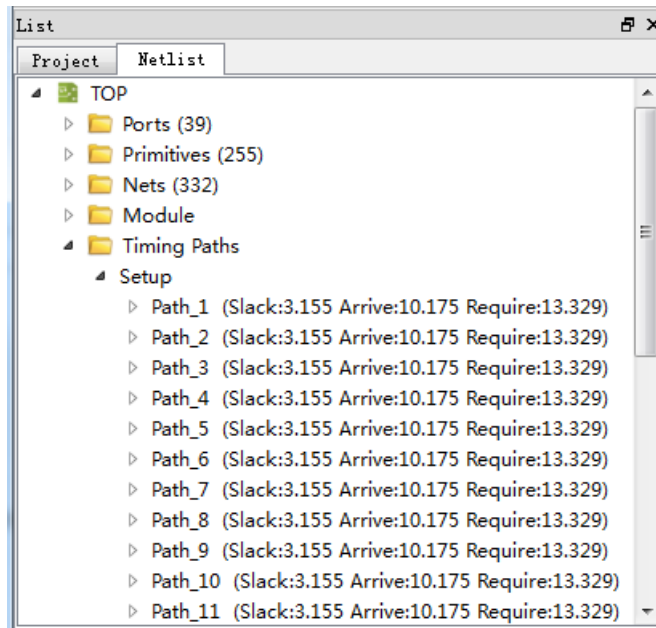 List
Project Netlist
TOP
Ports (39)
Primitives (255)
Nets (332)
Module
Timing Paths
Setup
Path_1 (Slack:3.155 Arrive:10.175 Require:13.329)
Path_2 (Slack:3.155 Arrive:10.175 Require:13.329)
Path_3 (Slack:3.155 Arrive:10.175 Require:13.329)
Path_4 (Slack:3.155 Arrive:10.175 Require:13.329)
Path_5 (Slack:3.155 Arrive:10.175 Require:13.329)
Path_6 (Slack:3.155 Arrive:10.175 Require:13.329)
Path_7 (Slack:3.155 Arrive:10.175 Require:13.329)
Path_8 (Slack:3.155 Arrive:10.175 Require:13.329)
Path_9 (Slack:3.155 Arrive:10.175 Require:13.329)
Path_10 (Slack:3.155 Arrive:10.175 Require:13.329)
Path_11 (Slack:3.155 Arrive:10.175 Require:13.329)